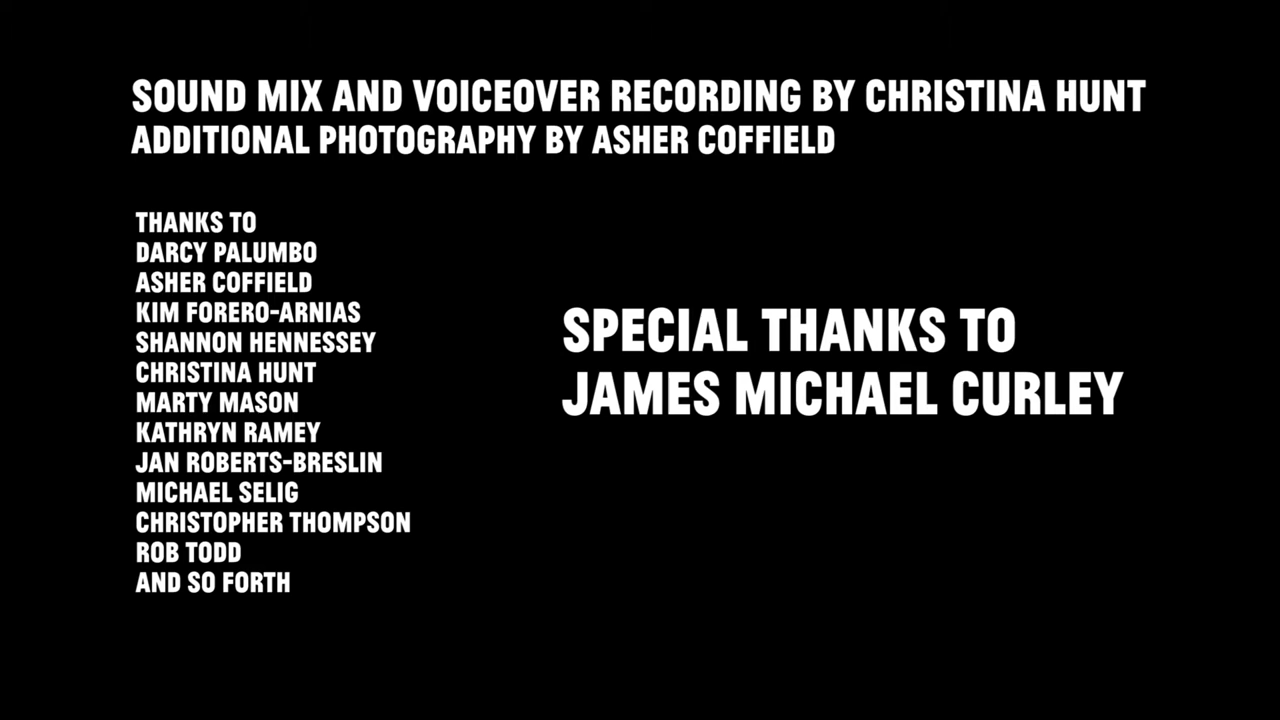 SOUND MIX AND VOICEOVER RECORDING BY CHRISTINA HUNT
ADDITIONAL PHOTOGRAPHY BY ASHER COFFIELD
THANKS TO
DARCY PALUMBO
ASHER COFFIELD
KIM FORERO-ARNIAS
SHANNON HENNESSEY
CHRISTINA HUNT
MARTY MASON
KATHRYN RAMEY
JAN ROBERTS-BRESLIN
MICHAEL SELIG
CHRISTOPHER THOMPSON
ROB TODD
AND SO FORTH
SPECIAL THANKS TO
JAMES MICHAEL CURLEY